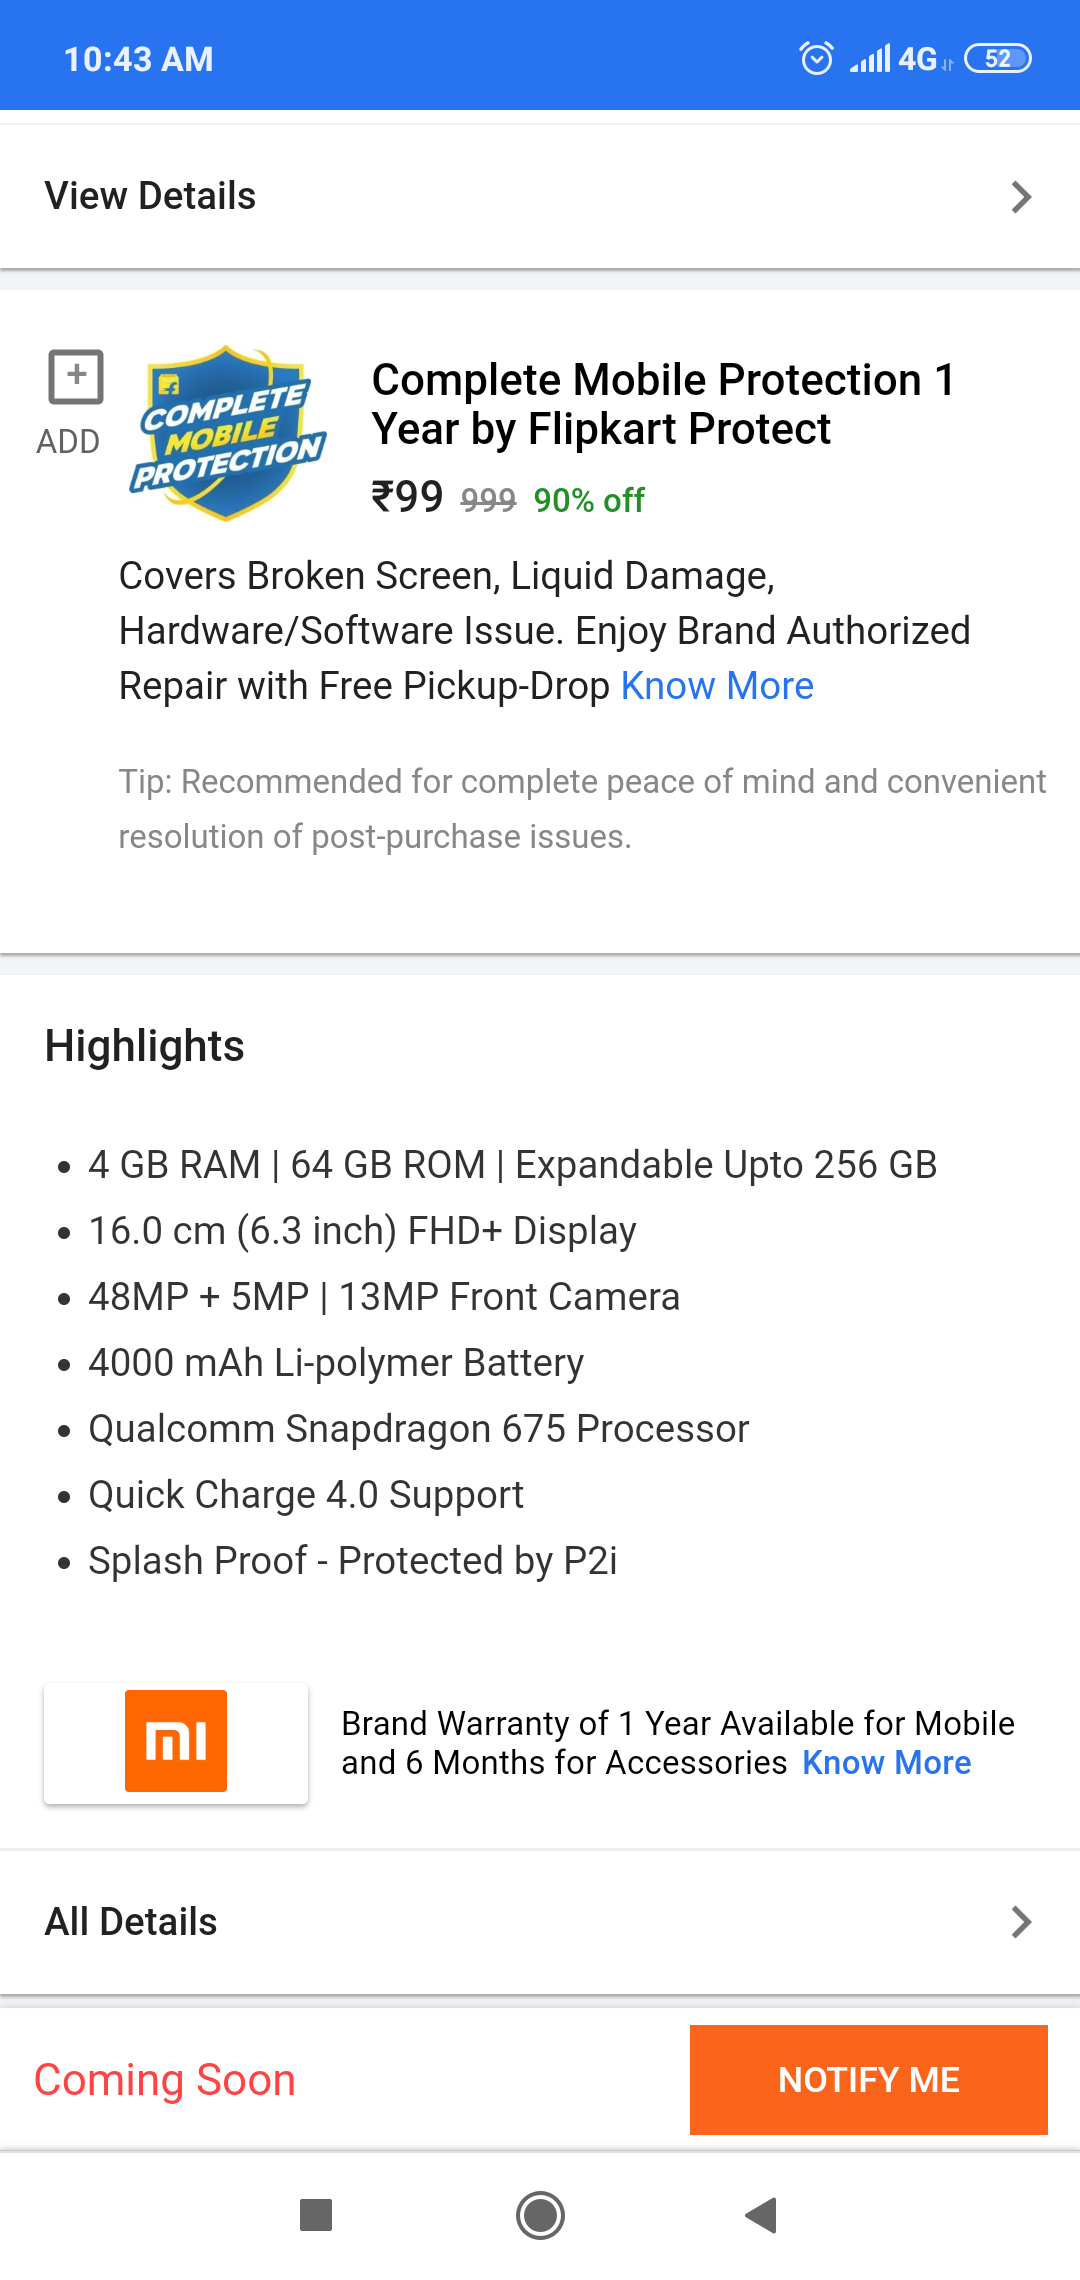 10:43 AM 4G 52
View Details
+
ADD
COMPLETE
MOBILE
PROTECTION
Complete Mobile Protection 1
Year by Flipkart Protect
₹99 999 90% off
Covers Broken Screen, Liquid Damage,
Hardware/Software Issue. Enjoy Brand Authorized
Repair with Free Pickup-Drop Know More
Tip: Recommended for complete peace of mind and convenient
resolution of post-purchase issues.
Highlights
• 4 GB RAM | 64 GB ROM | Expandable Upto 256 GB
• 16.0 cm (6.3 inch) FHD+ Display
• 48MP + 5MP | 13MP Front Camera
• 4000 mAh Li-polymer Battery
• Qualcomm Snapdragon 675 Processor
• Quick Charge 4.0 Support
• Splash Proof - Protected by P2i
mi
Brand Warranty of 1 Year Available for Mobile
and 6 Months for Accessories Know More
All Details
Coming Soon
NOTIFY ME